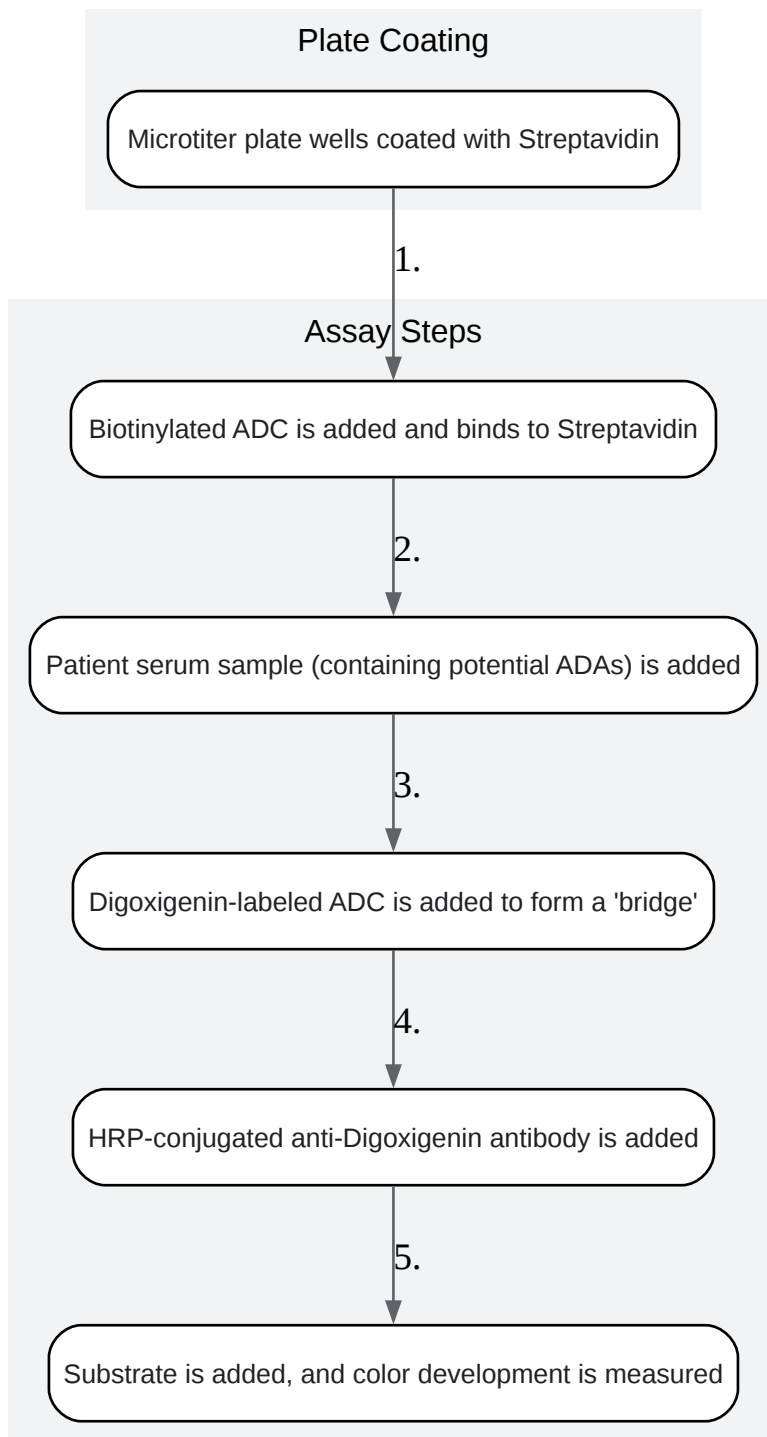 Plate Coating
Microtiter plate wells coated with Streptavidin
1.
Assay Steps
Biotinylated ADC is added and binds to Streptavidin
2.
Patient serum sample (containing potential ADAs) is added
3.
Digoxigenin-labeled ADC is added to form a 'bridge'
4.
HRP-conjugated anti-Digoxigenin antibody is added
5.
Substrate is added, and color development is measured